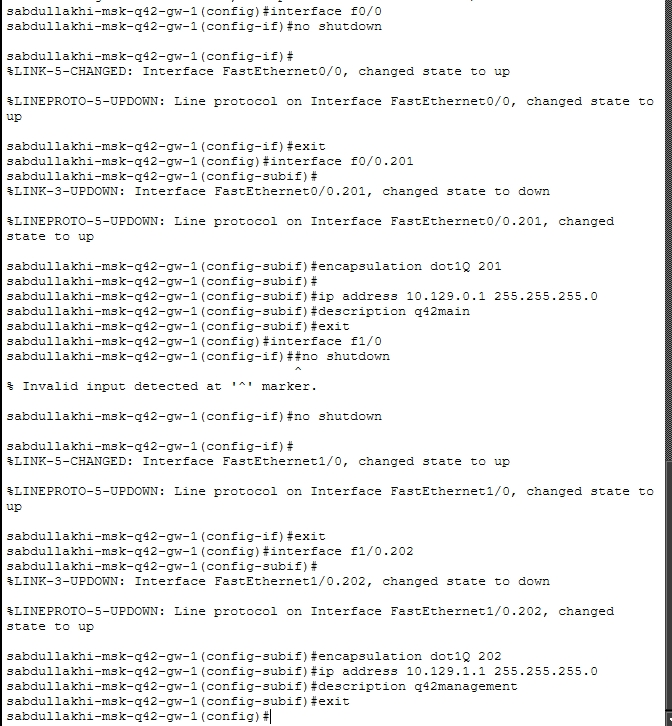 sabdullakhi-msk-q42-gw-1(config)#interface f0/0
sabdullakhi-msk-q42-gw-1(config-if)#no shutdown
sabdullakhi-msk-q42-gw-1(config-if)#
%LINK-5-CHANGED: Interface FastEthernet0/0, changed state to up
%LINEPROTO-5-UPDOWN: Line protocol on Interface FastEthernet0/0, changed state to
up
sabdullakhi-msk-q42-gw-1(config-if)#exit
sabdullakhi-msk-q42-gw-1(config)#interface f0/0.201
sabdullakhi-msk-q42-gw-1(config-subif)#
%LINK-3-UPDOWN: Interface FastEthernet0/0.201, changed state to down
%LINEPROTO-5-UPDOWN: Line protocol on Interface FastEthernet0/0.201, changed
state to up
sabdullakhi-msk-q42-gw-1(config-subif)#encapsulation dot1Q 201
sabdullakhi-msk-q42-gw-1(config-subif)#
sabdullakhi-msk-q42-gw-1(config-subif)#ip address 10.129.0.1 255.255.255.0
sabdullakhi-msk-q42-gw-1(config-subif)#description q42main
sabdullakhi-msk-q42-gw-1(config-subif)#exit
sabdullakhi-msk-q42-gw-1(config)#interface f1/0
sabdullakhi-msk-q42-gw-1(config-if)##no shutdown
^
% Invalid input detected at '^' marker.
sabdullakhi-msk-q42-gw-1(config-if)#no shutdown
sabdullakhi-msk-q42-gw-1(config-if)#
%LINK-5-CHANGED: Interface FastEthernet1/0, changed state to up
%LINEPROTO-5-UPDOWN: Line protocol on Interface FastEthernet1/0, changed state to
up
sabdullakhi-msk-q42-gw-1(config-if)#exit
sabdullakhi-msk-q42-gw-1(config)#interface f1/0.202
sabdullakhi-msk-q42-gw-1(config-subif)#
%LINK-3-UPDOWN: Interface FastEthernet1/0.202, changed state to down
%LINEPROTO-5-UPDOWN: Line protocol on Interface FastEthernet1/0.202, changed
state to up
sabdullakhi-msk-q42-gw-1(config-subif)#encapsulation dot1Q 202
sabdullakhi-msk-q42-gw-1(config-subif)#ip address 10.129.1.1 255.255.255.0
sabdullakhi-msk-q42-gw-1(config-subif)#description q42management
sabdullakhi-msk-q42-gw-1(config-subif)#exit
sabdullakhi-msk-q42-gw-1(config)#